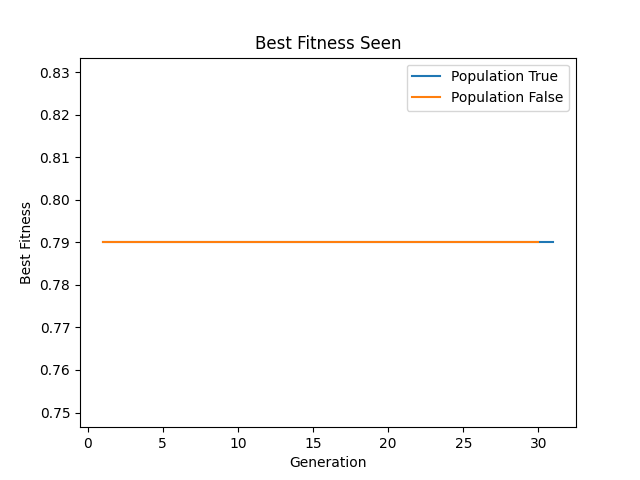 Best Fitness Seen
Population True
Population False
Best Fitness
0.83
0.82
0.81
0.80
0.79
0.78
0.77
0.76
0.75
0 5 10 15 20 25 30
Generation